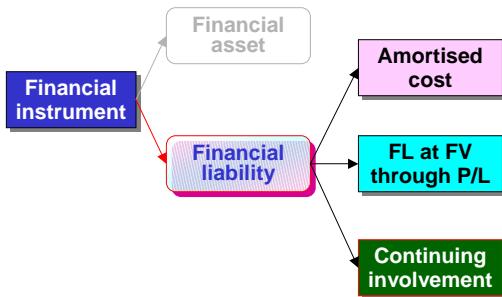 Financial
asset
Financial
instrument
Financial
liability
Amortised
cost
FL at FV
through P/L
Continuing
involvement